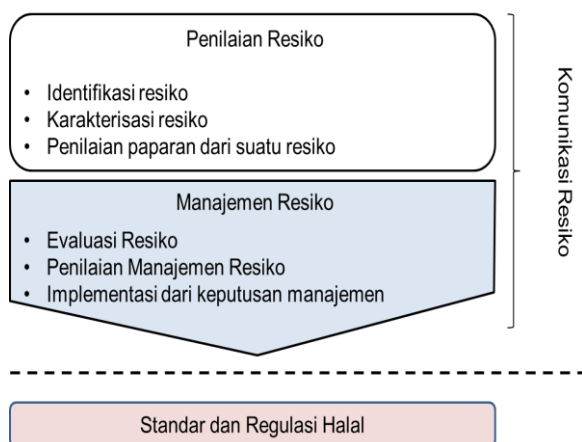 Penilaian Resiko
• Identifikasi resiko
• Karakterisasi resiko
• Penilaian paparan dari suatu resiko
Manajemen Resiko
• Evaluasi Resiko
• Penilaian Manajemen Resiko
• Implementasi dari keputusan manajemen
Komunikasi Resiko
Standar dan Regulasi Halal